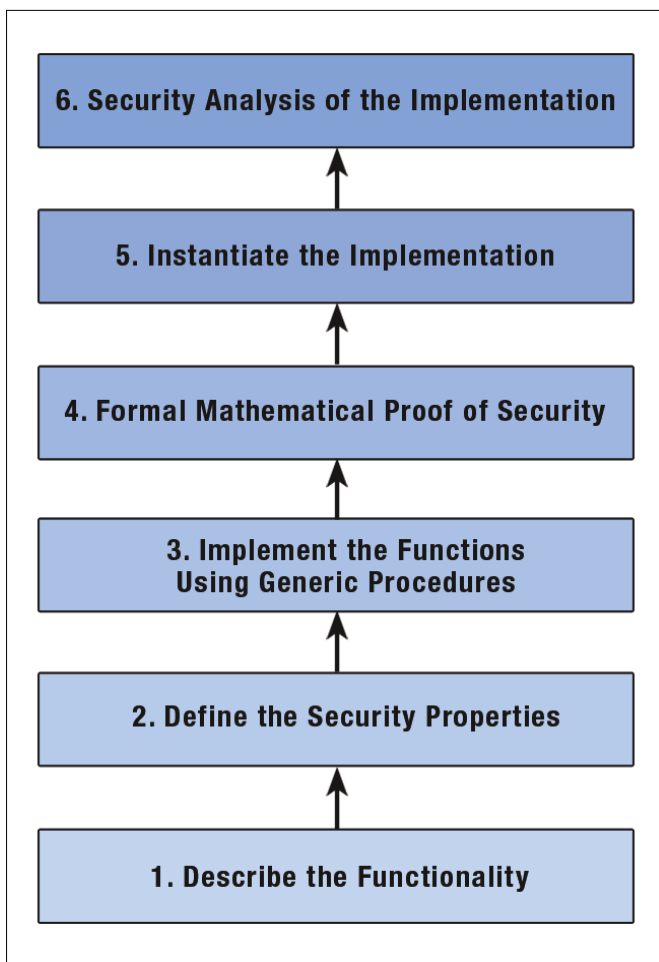 6. Security Analysis of the Implementation
5. Instantiate the Implementation
4. Formal Mathematical Proof of Security
3. Implement the Functions
Using Generic Procedures
2. Define the Security Properties
1. Describe the Functionality